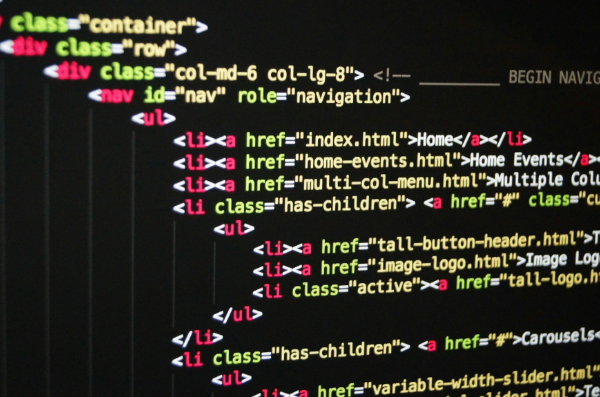 class="container">
<div class="row">
<div class="col-md-6 col-lg-8"> <!-- __________ BEGIN NAVIG
<nav id="nav" role="navigation">
<ul>
<li><a href="index.html">Home</a></li>
<li><a href="home-events.html">Home Events</a>
<li><a href="multi-col-menu.html">Multiple Colu
<li class="has-children"> <a href="#" class="cu
<ul>
<li><a href="tall-button-header.html">T
<li><a href="image-logo.html">Image Log
<li class="active"><a href="tall-logo.h
</ul>
</li>
<li class="has-children"> <a href="#">Carousels<
<ul>
<li><a href="variable-width-slider.html"
slider.html">Te